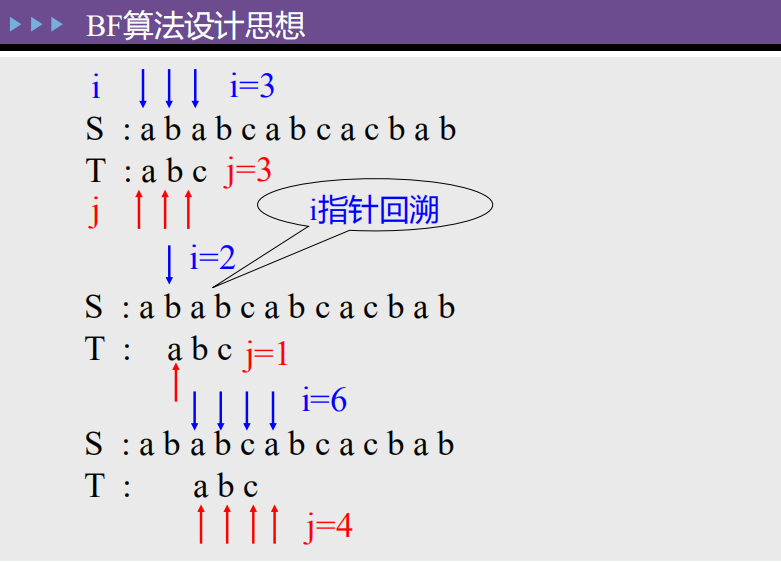 BF算法设计思想
i i=3
S :a b a b c a b c a c b a b
T :a b c j=3
j
i指针回溯
i=2
S :a b a b c a b c a c b a b
T : a b c j=1
i=6
S :a b a b c a b c a c b a b
T : a b c
j=4